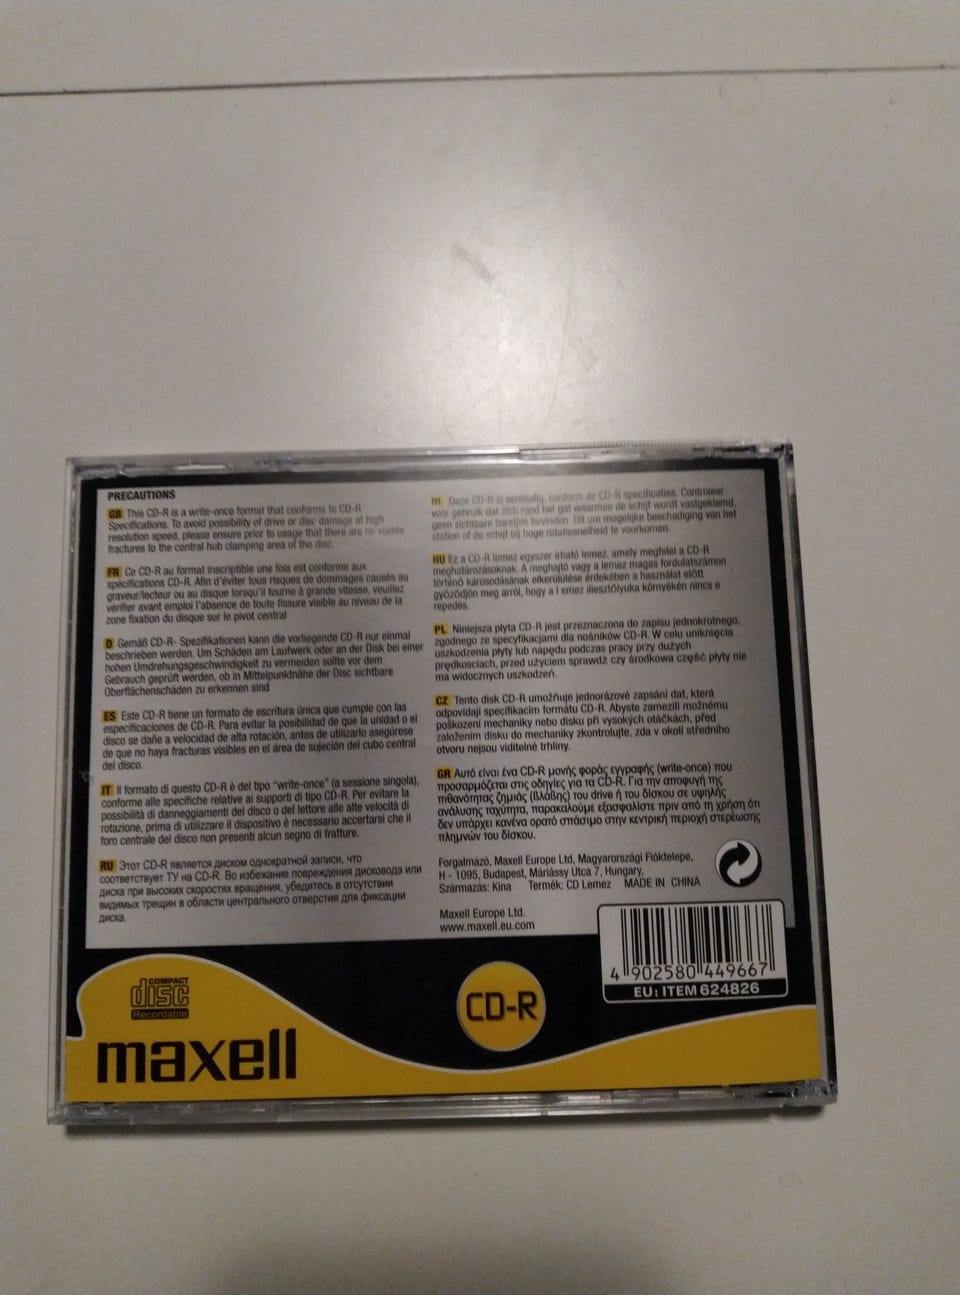 PRECAUTIONS
GB This CD-R is a write-once format that conforms to CD-R
Specifications. To avoid possibility of drive or disc damage at high
resolution speed, please ensure prior to usage that there are no visible
fractures to the central hub clamping area of the disc.
FR Ce CD-R au format inscriptible une fois est conforme aux
spécifications CD-R. Afin d'éviter tous risques de dommages causés au
graveur/lecteur ou au disque lorsqu'il tourne à grande vitesse, veuillez
vérifier avant emploi l'absence de toute fissure visible au niveau de la
zone fixation du disque sur le pivot central
D Gemäß CD-R- Spezifikationen kann die vorliegende CD-R nur einmal
beschrieben werden. Um Schäden am Laufwerk oder an der Disk bei einer
hohen Umdrehungsgeschwindigkeit zu vermeiden sollte vor dem
Gebrauch geprüft werden, ob in Mittelpunktnähe der Disc sichtbare
Oberflächenschäden zu erkennen sind
ES Este CD-R tiene un formato de escritura única que cumple con las
especificaciones de CD-R. Para evitar la posibilidad de que la unidad o el
disco se dañe a velocidad de alta rotación, antes de utilizarlo asegúrese
de que no haya fracturas visibles en el área de sujeción del cubo central
del disco.
IT Il formato di questo CD-R è del tipo "write-once" (a sessione singola),
conforme alle specifiche relative ai supporti di tipo CD-R. Per evitare la
possibilità di danneggiamenti del disco o del lettore alle alte velocità di
rotazione, prima di utilizzare il dispositivo è necessario accertarsi che il
foro centrale del disco non presenti alcun segno di fratture.
RU Этот CD-R является диском однократной записи, что
соответствует ТУ на CD-R. Во избежание повреждения дисковода или
диска при высоких скоростях вращения, убедитесь в отсутствии
видимых трещин в области центрального отверстия для фиксации
диска.
NL Deze CD-R is eenmalig, conform de CD-R specificaties. Controleer
vóór gebruik dat zich rond het gat waarmee de schijf wordt vastgeklemd,
geen zichtbare barstjes bevinden. Dit om mogelijke beschadiging van het
station of de schijf bij hoge rotatiesnelheid te voorkomen.
HU Ez a CD-R lemez egyszer írható lemez, amely megfelel a CD-R
meghatározásoknak. A meghajtó vagy a lemez magas fordulatszámon
történő károsodásának elkerülülése érdekében a használat előtt
győződjön meg arról, hogy a l emez illesztőlyuka környékén nincs e
repedés.
PL Niniejsza płyta CD-R jest przeznaczona do zapisu jednokrotnego,
zgodnego ze specyfikacjami dla nośników CD-R. W celu uniknięcia
uszkodzenia płyty lub napędu podczas pracy przy dużych
prędkosciach, przed użyciem sprawdź czy środkowa część płyty nie
ma widocznych uszkodzeń.
CZ Tento disk CD-R umožňuje jednorázové zapsání dat, která
odpovídají specifikacím formátu CD-R. Abyste zamezili možnému
poškození mechaniky nebo disku při vysokých otáčkách, před
založením disku do mechaniky zkontrolujte, zda v okolí středního
otvoru nejsou viditelné trhliny.
GR Αυτό είναι ένα CD-R μονής φοράς εγγραφής (write-once) που
προσαρμόζεται στις οδηγίες για τα CD-R. Για την αποφυγή της
πιθανότητας ζημιάς (βλάβης) του drive ή του δίσκου σε υψηλής
ανάλυσης ταχύτητα, παρακαλούμε εξασφαλίστε πριν από τη χρήση ότι
δεν υπάρχει κανένα ορατό σπάσιμο στην κεντρική περιοχή στερέωσης
πλημνών του δίσκου.
Forgalmazó, Maxell Europe Ltd, Magyarországi Fióktelepe,
H - 1095, Budapest, Máriássy Utca 7, Hungary,
Származás: Kina Termék: CD Lemez MADE IN CHINA
Maxell Europe Ltd.
www.maxell.eu.com
4 902580 449667
EU: ITEM 624826
COMPACT
disc
Recordable
CD-R
maxell